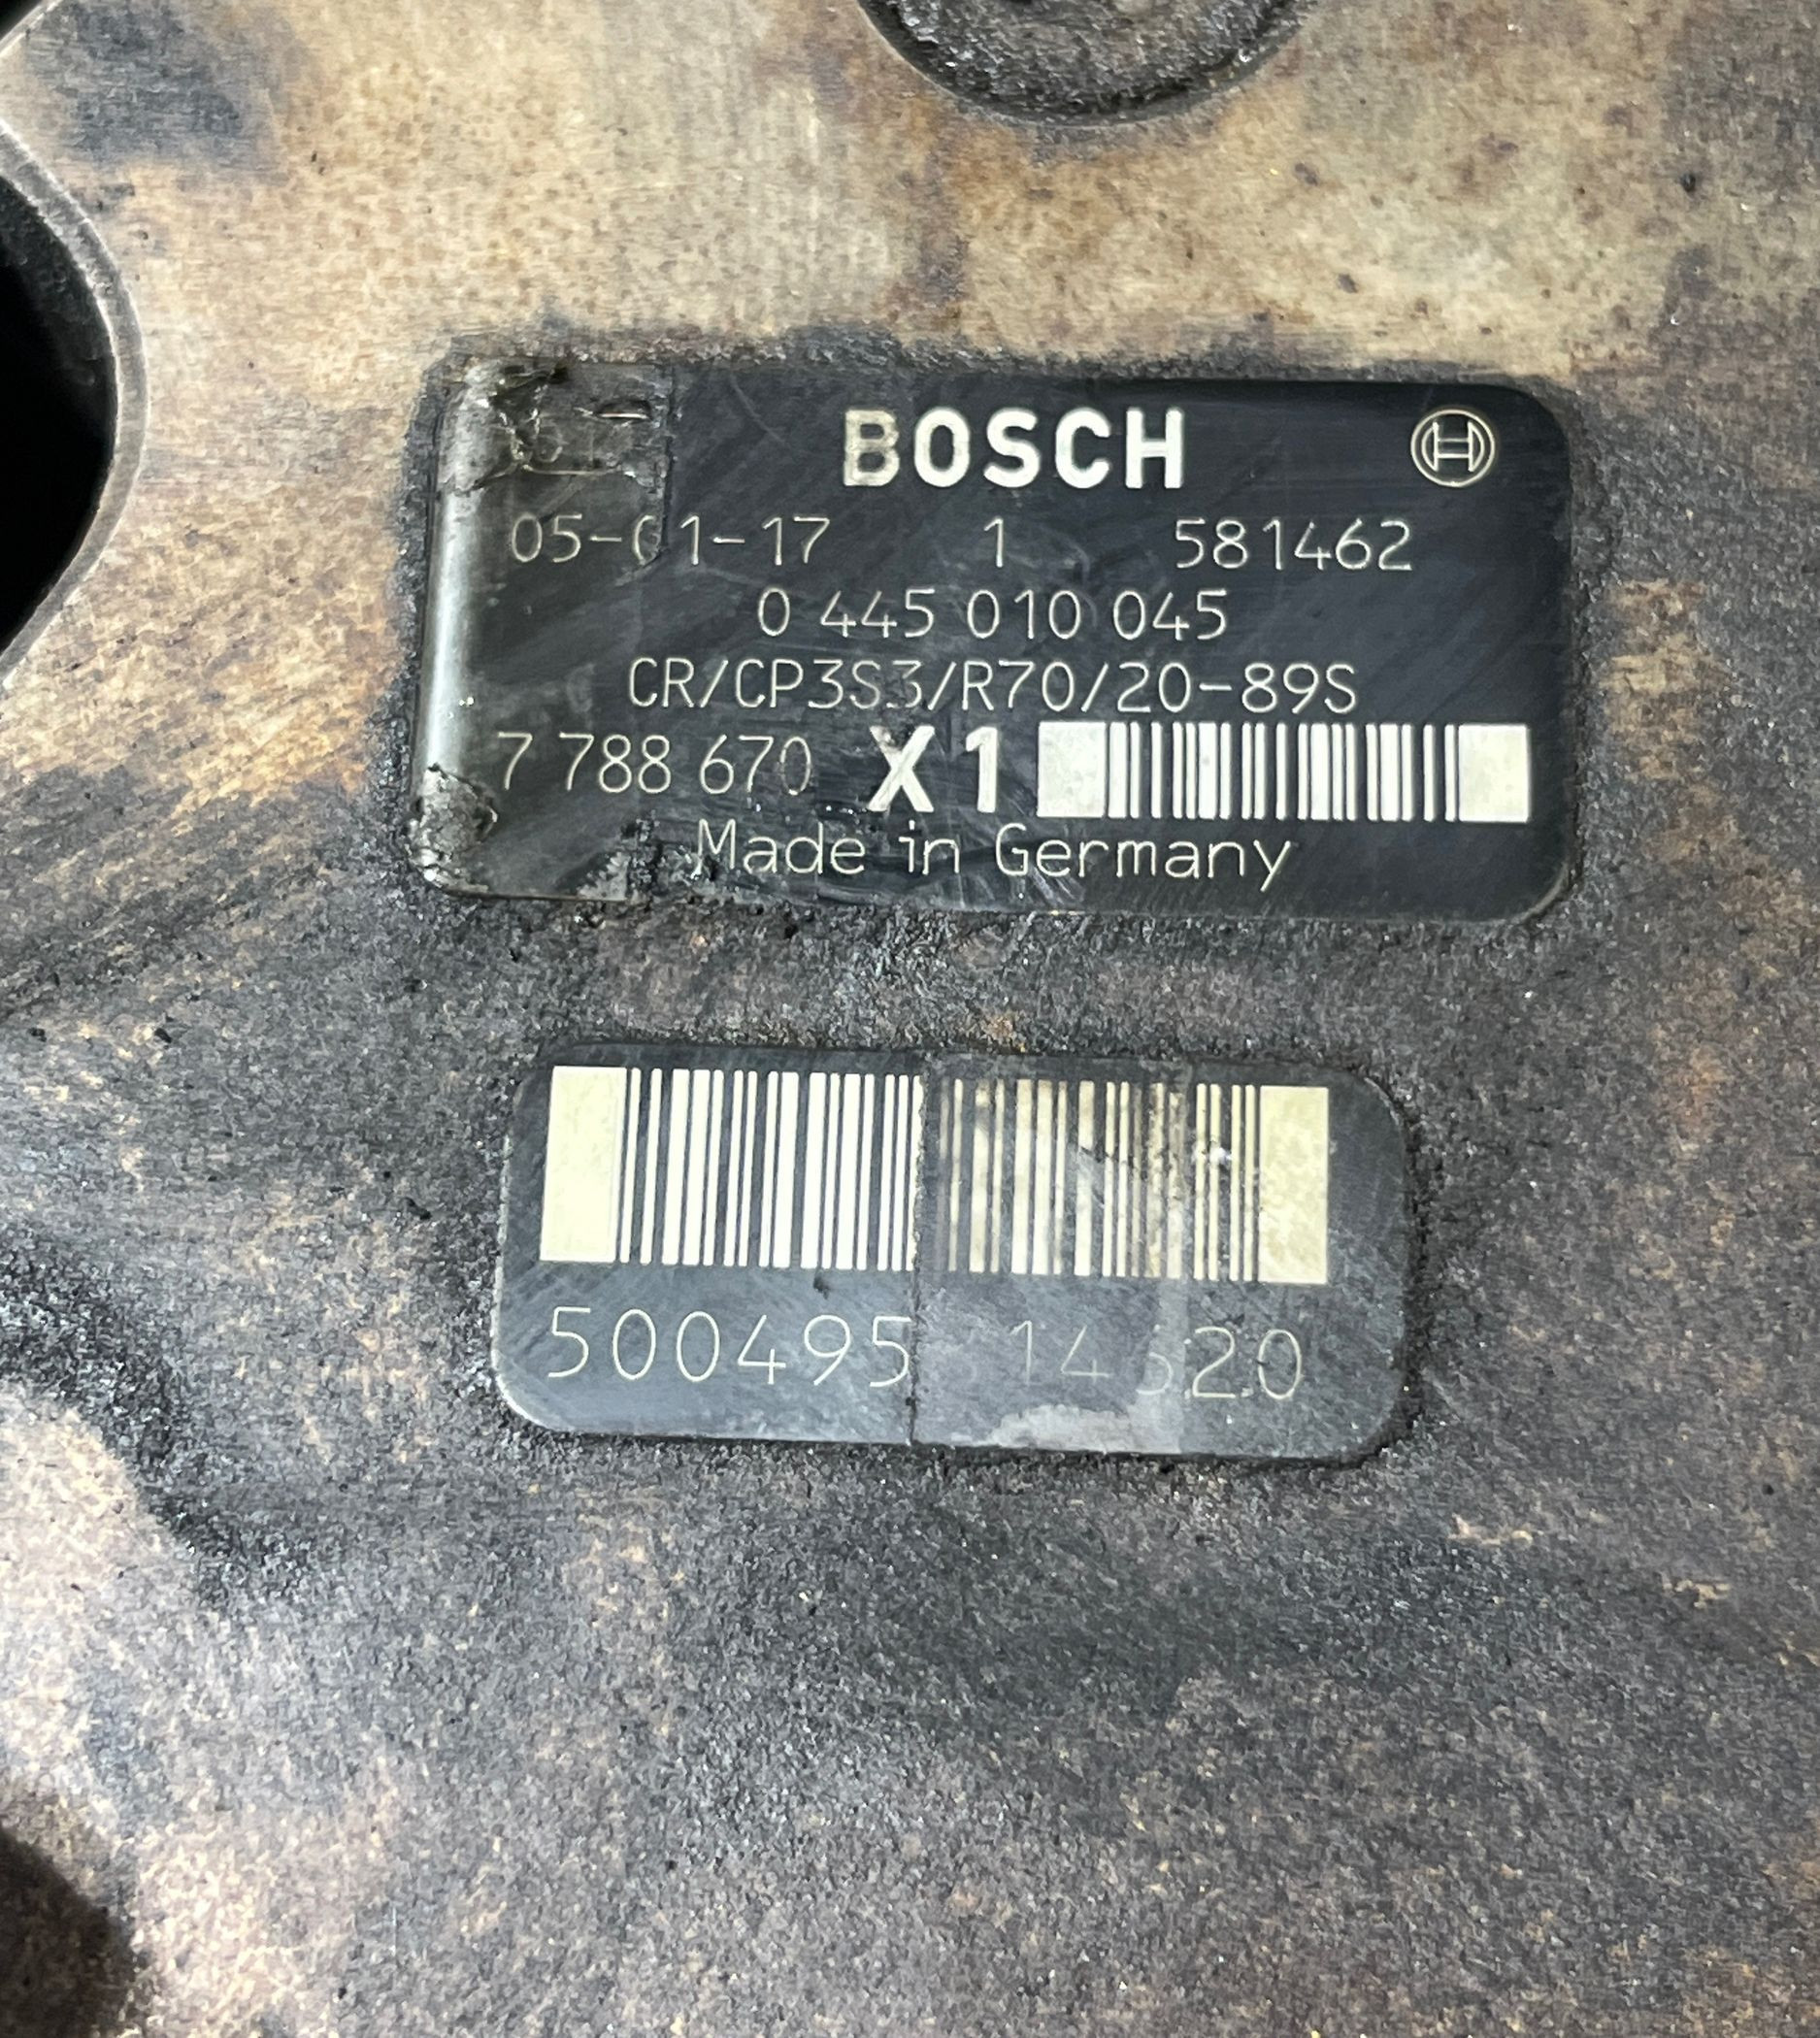 BOSCH
05-01-17 1 581462
0 445 010 045
CR/CP3S3/R70/20-89S
7 788 670 X1
Made in Germany